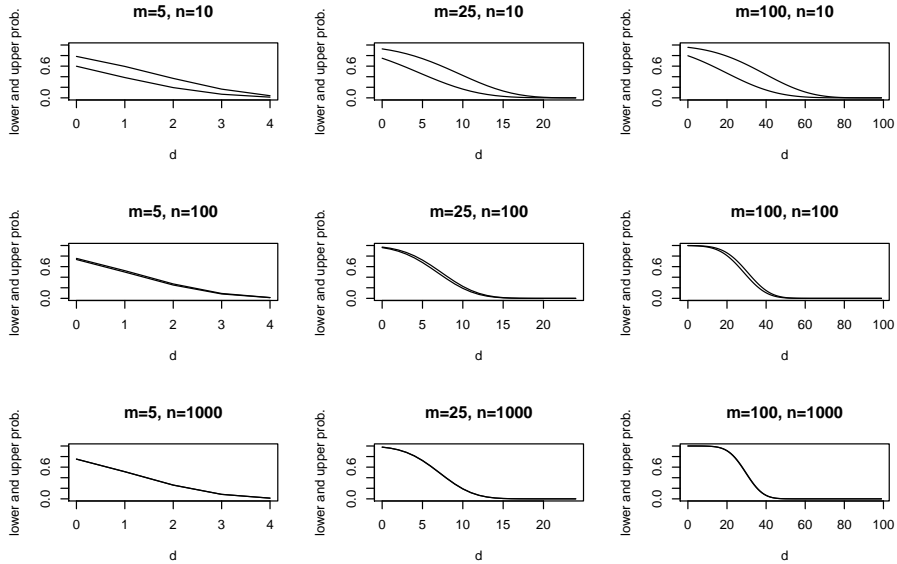 m=5, n=10
m=25, n=10
m=100, n=10
lower and upper prob.
0.0
0.6
0 1 2 3 4
d
lower and upper prob.
0.0
0.6
0 5 10 15 20
d
lower and upper prob.
0.0
0.6
0 20 40 60 80 100
d
m=5, n=100
m=25, n=100
m=100, n=100
lower and upper prob.
0.0
0.6
0 1 2 3 4
d
lower and upper prob.
0.0
0.6
0 5 10 15 20
d
lower and upper prob.
0.0
0.6
0 20 40 60 80 100
d
m=5, n=1000
m=25, n=1000
m=100, n=1000
lower and upper prob.
0.0
0.6
0 1 2 3 4
d
lower and upper prob.
0.0
0.6
0 5 10 15 20
d
lower and upper prob.
0.0
0.6
0 20 40 60 80 100
d